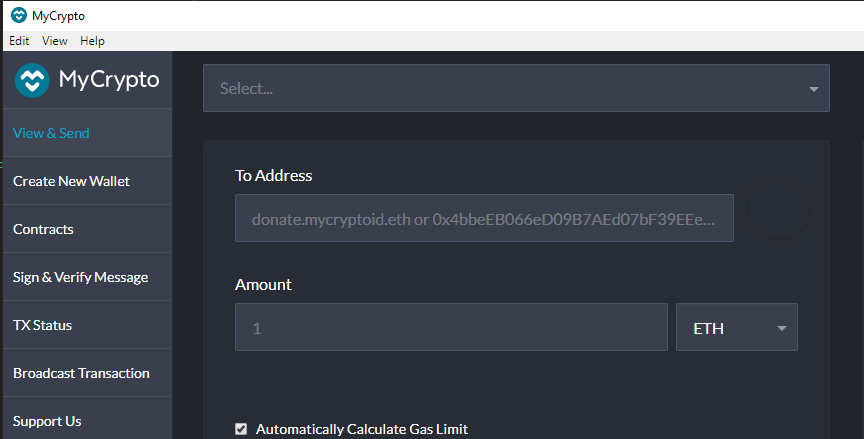 MyCrypto
Edit View Help
MyCrypto
Select...
View & Send
Create New Wallet
Contracts
Sign & Verify Message
TX Status
Broadcast Transaction
Support Us
To Address
donate.mycryptoid.eth or 0x4bbeEB066eD09B7AEd07bF39EEe...
Amount
1
ETH
Automatically Calculate Gas Limit